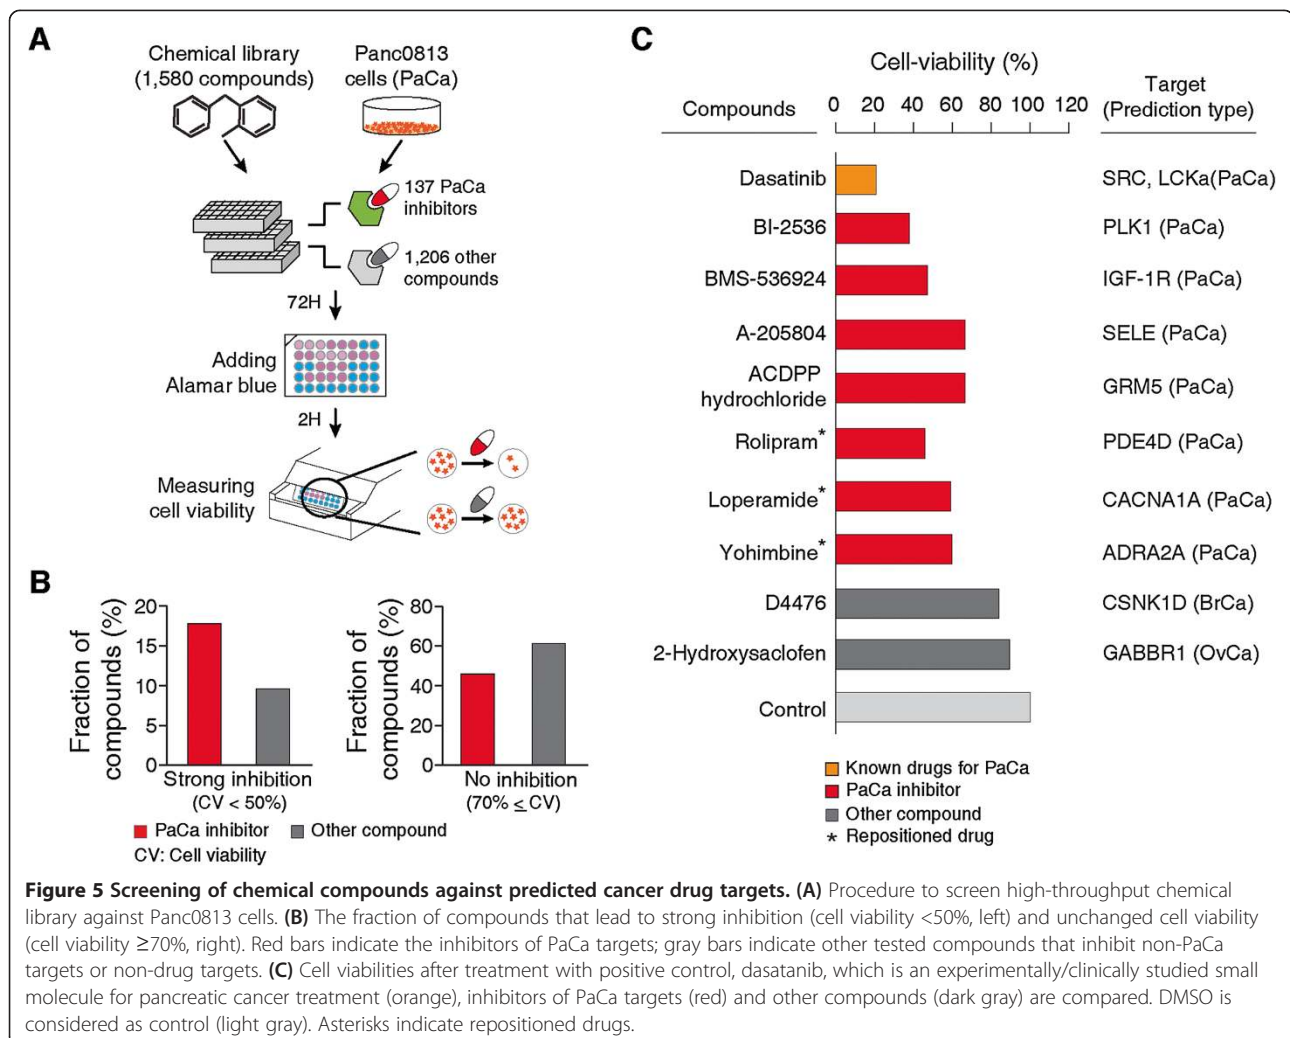 A
Chemical library
(1,580 compounds)
Panc0813
cells (PaCa)
137 PaCa
inhibitors
1,206 other
compounds
72H
Adding
Alamar blue
2H
Measuring
cell viability
B
Fraction of
compounds (%)
20
15
10
5
0
Strong inhibition
(CV < 50%)
Fraction of
compounds (%)
80
60
40
20
0
No inhibition
(70% ≤ CV)
PaCa inhibitor
Other compound
CV: Cell viability
C
Cell-viability (%)
Compounds
0 20 40 60 80 100 120
Target
(Prediction type)
Dasatinib
SRC, LCKa(PaCa)
BI-2536
PLK1 (PaCa)
BMS-536924
IGF-1R (PaCa)
A-205804
SELE (PaCa)
ACDPP
hydrochloride
GRM5 (PaCa)
Rolipram*
PDE4D (PaCa)
Loperamide*
CACNA1A (PaCa)
Yohimbine*
ADRA2A (PaCa)
D4476
CSNK1D (BrCa)
2-Hydroxysaclofen
GABBR1 (OvCa)
Control
Known drugs for PaCa
PaCa inhibitor
Other compound
* Repositioned drug
Figure 5 Screening of chemical compounds against predicted cancer drug targets. (A) Procedure to screen high-throughput chemical
library against Panc0813 cells. (B) The fraction of compounds that lead to strong inhibition (cell viability <50%, left) and unchanged cell viability
(cell viability ≥70%, right). Red bars indicate the inhibitors of PaCa targets; gray bars indicate other tested compounds that inhibit non-PaCa
targets or non-drug targets. (C) Cell viabilities after treatment with positive control, dasatanib, which is an experimentally/clinically studied small
molecule for pancreatic cancer treatment (orange), inhibitors of PaCa targets (red) and other compounds (dark gray) are compared. DMSO is
considered as control (light gray). Asterisks indicate repositioned drugs.